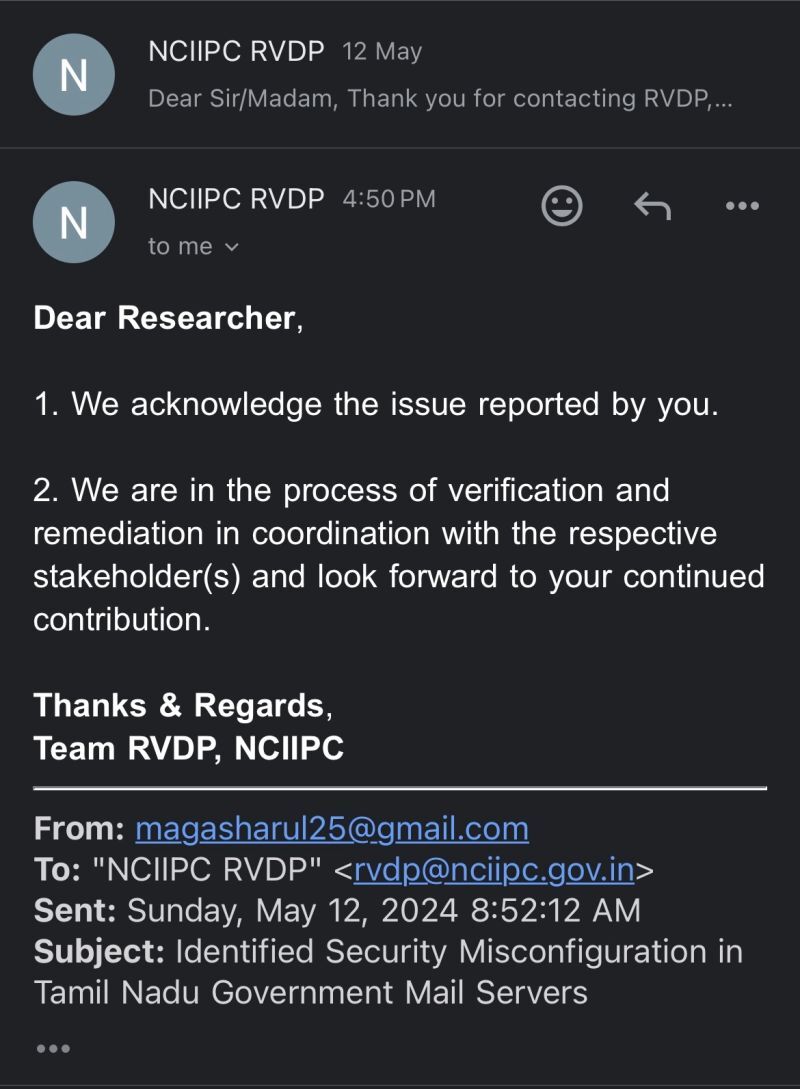 N
NCIIPC RVDP 12 May
Dear Sir/Madam, Thank you for contacting RVDP,...
N
NCIIPC RVDP 4:50 PM
to me
Dear Researcher,
1. We acknowledge the issue reported by you.
2. We are in the process of verification and
remediation in coordination with the respective
stakeholder(s) and look forward to your continued
contribution.
Thanks & Regards,
Team RVDP, NCIIPC
From: magasharul25@gmail.com
To: "NCIIPC RVDP" <rvdp@nciipc.gov.in>
Sent: Sunday, May 12, 2024 8:52:12 AM
Subject: Identified Security Misconfiguration in
Tamil Nadu Government Mail Servers